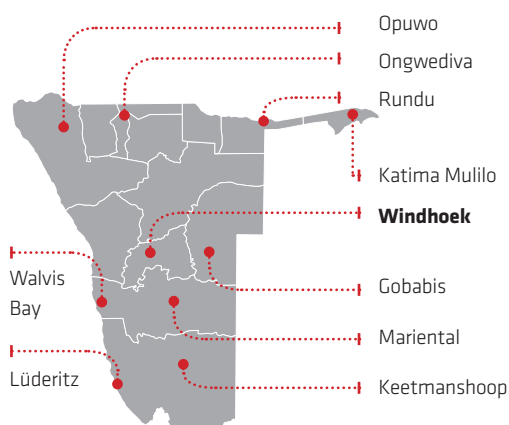 Opuwo
Ongwediva
Rundu
Katima Mulilo
Windhoek
Walvis
Bay
Gobabis
Mariental
Lüderitz
Keetmanshoop